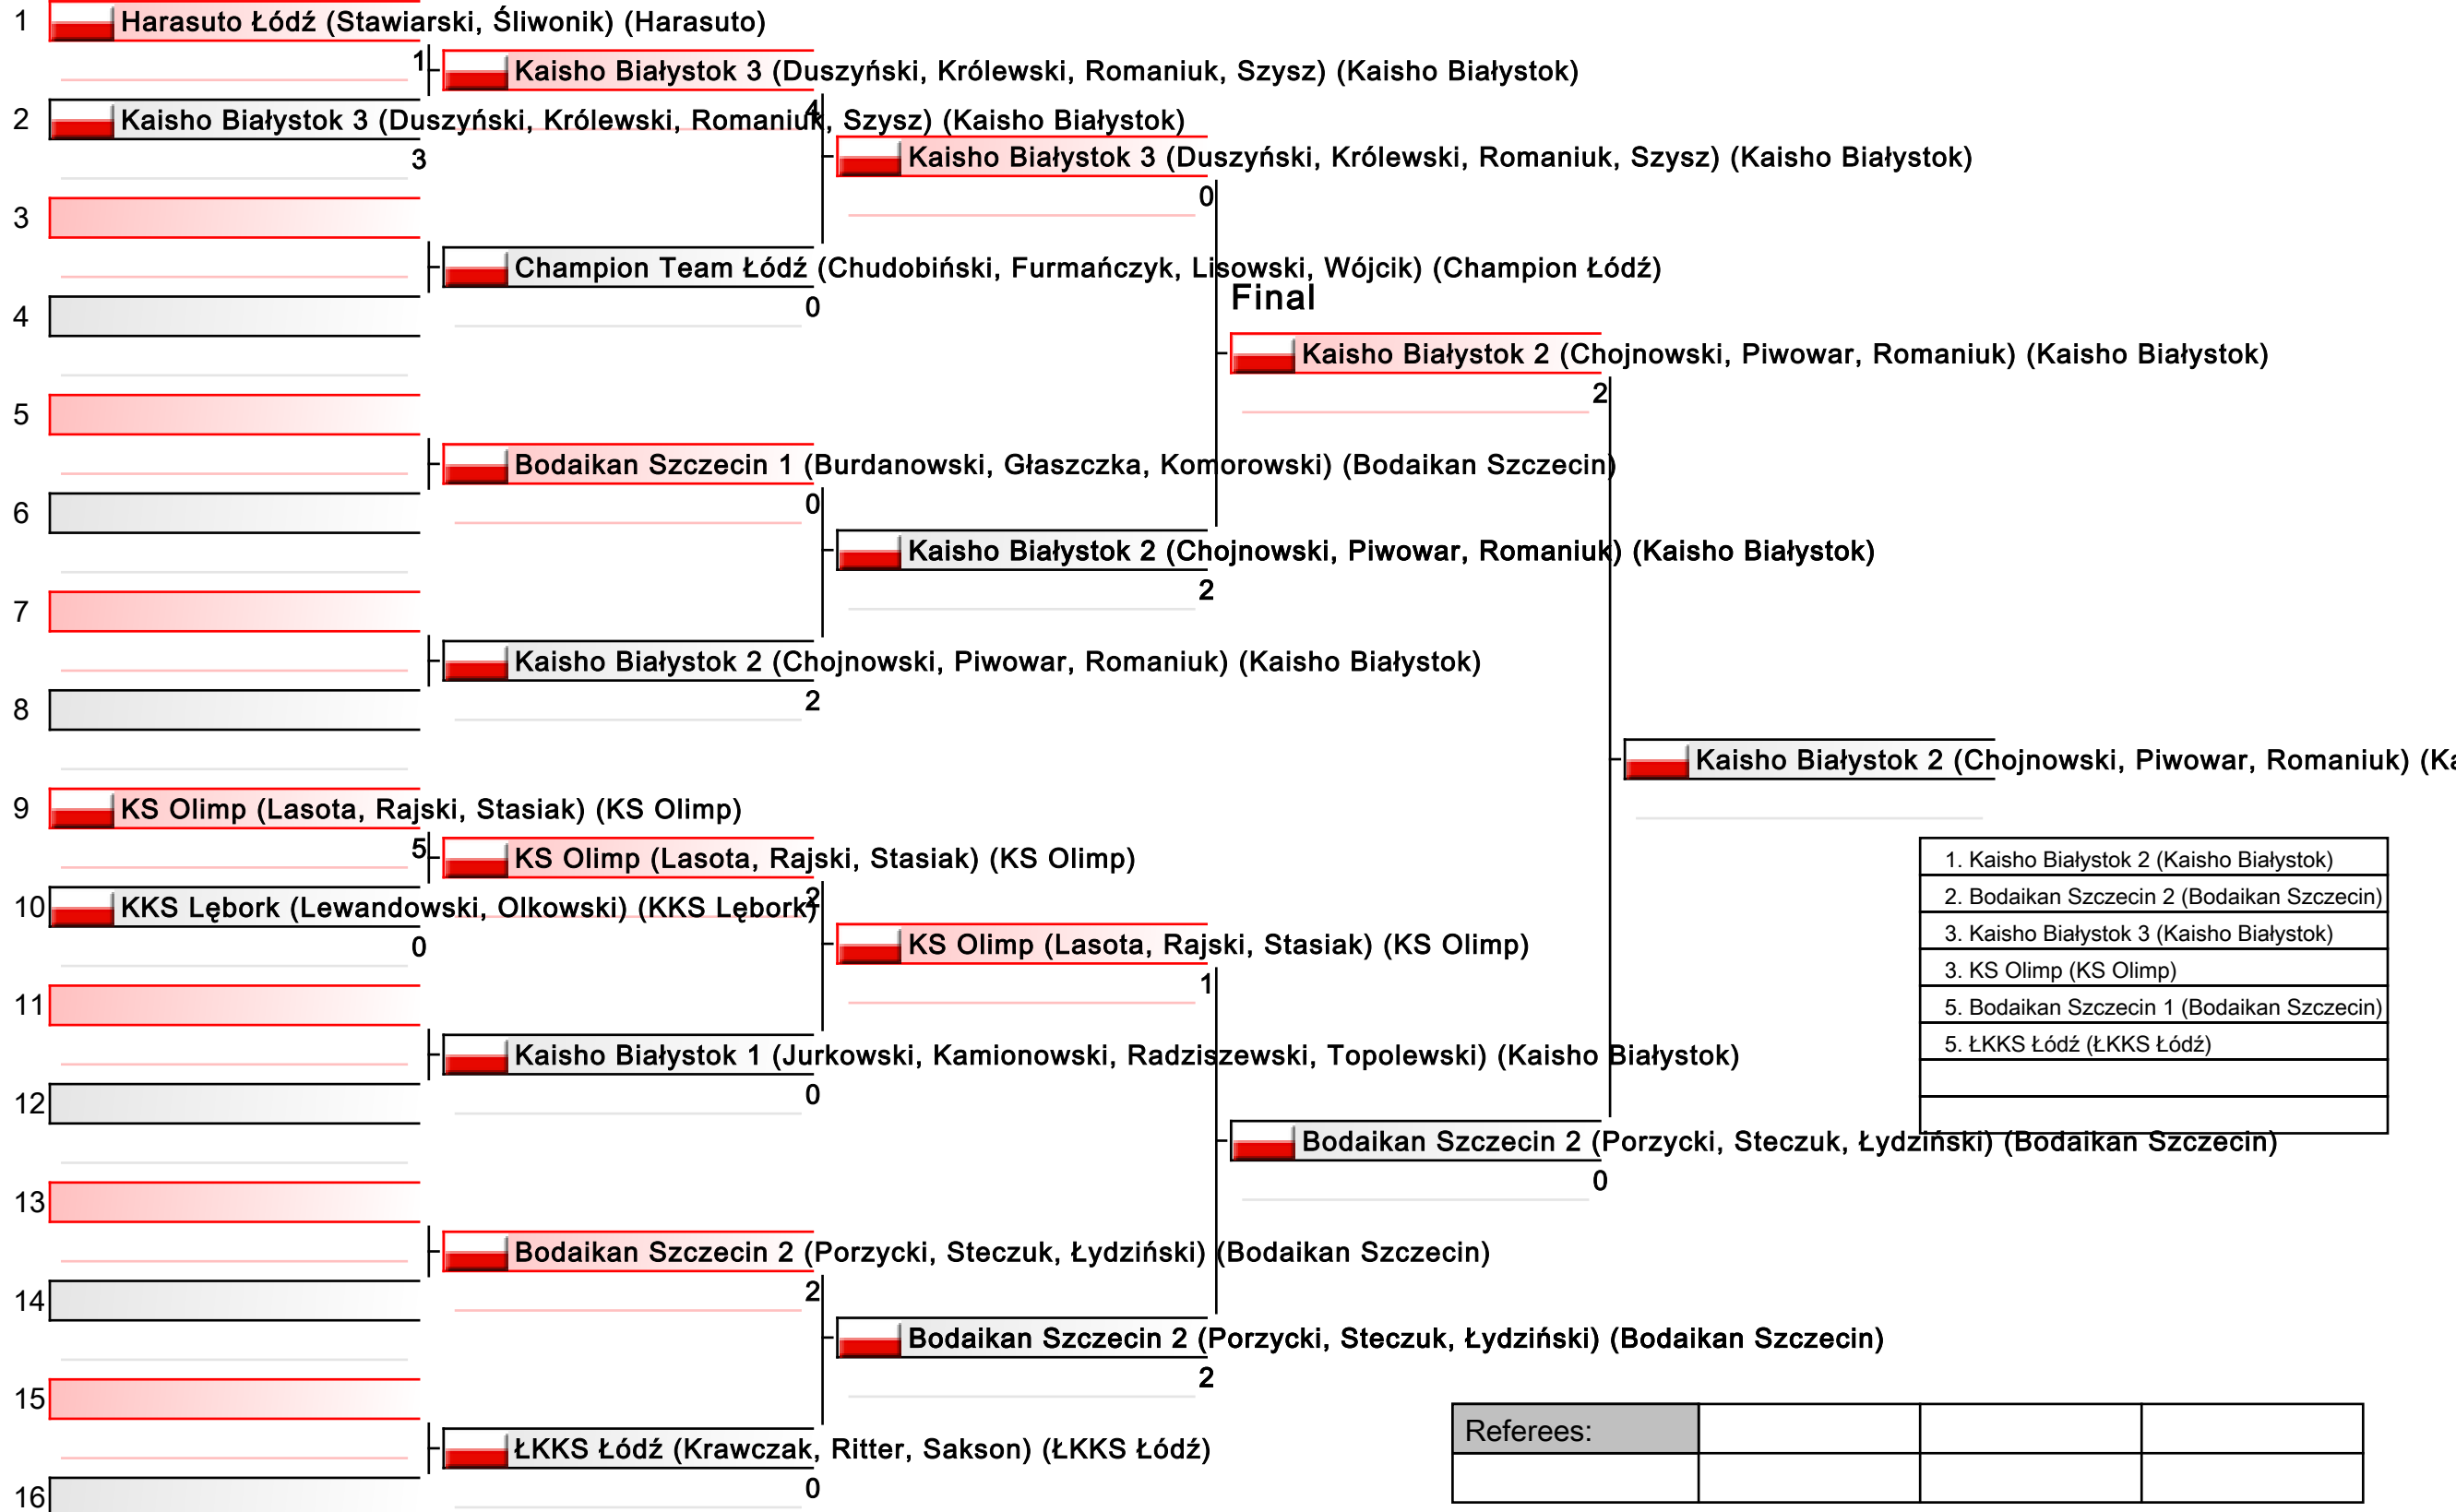 1
Harasuto Łódź (Stawiarski, Śliwonik) (Harasuto)
1
Kaisho Białystok 3 (Duszyński, Królewski, Romaniuk, Szysz) (Kaisho Białystok)
4
2
Kaisho Białystok 3 (Duszyński, Królewski, Romaniuk, Szysz) (Kaisho Białystok)
3
Kaisho Białystok 3 (Duszyński, Królewski, Romaniuk, Szysz) (Kaisho Białystok)
0
3
Champion Team Łódź (Chudobiński, Furmańczyk, Lisowski, Wójcik) (Champion Łódź)
0
Final
4
Kaisho Białystok 2 (Chojnowski, Piwowar, Romaniuk) (Kaisho Białystok)
2
5
Bodaikan Szczecin 1 (Burdanowski, Głaszczka, Komorowski) (Bodaikan Szczecin)
0
6
Kaisho Białystok 2 (Chojnowski, Piwowar, Romaniuk) (Kaisho Białystok)
2
7
Kaisho Białystok 2 (Chojnowski, Piwowar, Romaniuk) (Kaisho Białystok)
2
8
Kaisho Białystok 2 (Chojnowski, Piwowar, Romaniuk) (Ka
9
KS Olimp (Lasota, Rajski, Stasiak) (KS Olimp)
5
KS Olimp (Lasota, Rajski, Stasiak) (KS Olimp)
2
10
KKS Lębork (Lewandowski, Olkowski) (KKS Lębork)
0
KS Olimp (Lasota, Rajski, Stasiak) (KS Olimp)
1
11
Kaisho Białystok 1 (Jurkowski, Kamionowski, Radziszewski, Topolewski) (Kaisho Białystok)
0
12
1. Kaisho Białystok 2 (Kaisho Białystok)
2. Bodaikan Szczecin 2 (Bodaikan Szczecin)
3. Kaisho Białystok 3 (Kaisho Białystok)
3. KS Olimp (KS Olimp)
5. Bodaikan Szczecin 1 (Bodaikan Szczecin)
5. ŁKKS Łódź (ŁKKS Łódź)
Bodaikan Szczecin 2 (Porzycki, Steczuk, Łydziński) (Bodaikan Szczecin)
0
13
Bodaikan Szczecin 2 (Porzycki, Steczuk, Łydziński) (Bodaikan Szczecin)
2
14
Bodaikan Szczecin 2 (Porzycki, Steczuk, Łydziński) (Bodaikan Szczecin)
2
15
ŁKKS Łódź (Krawczak, Ritter, Sakson) (ŁKKS Łódź)
0
16
Referees: